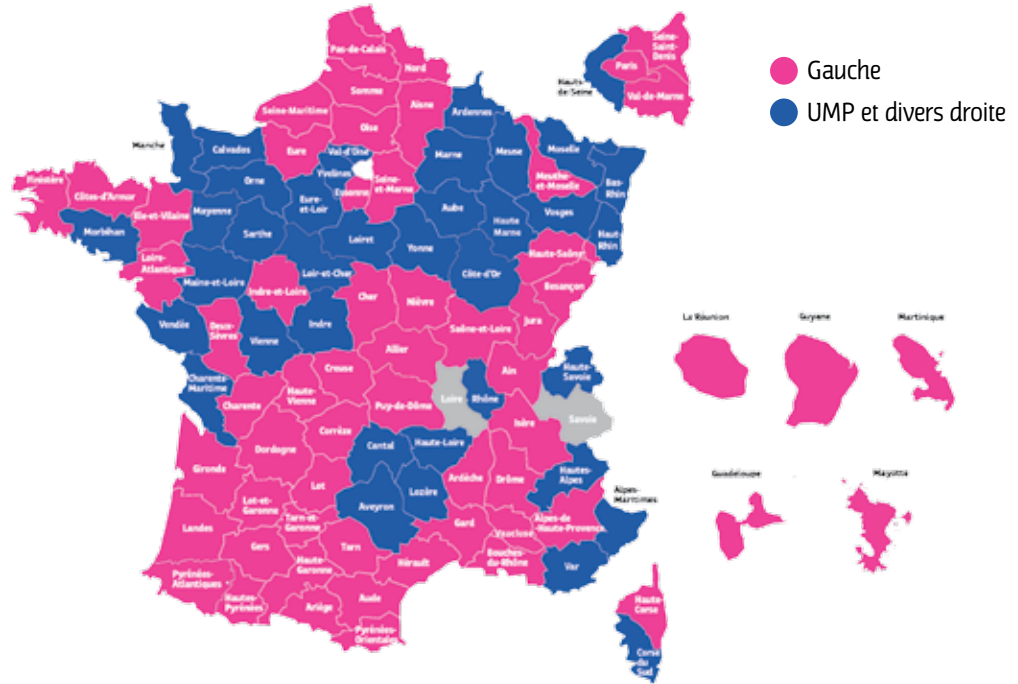 Gauche
UMP et divers droite
Pas-de-Calais
Nord
Somme
Seine-Maritime
Aisne
Oise
Ardennes
Hauts-
de-Seine
Paris
Seine-
Saint-
Denis
Val-de-Marne
Manche
Calvados
Eure
Val-d'Oise
Yvelines
Essonne
Seine-
et-Marne
Marne
Meuse
Moselle
Meurthe-
et-Moselle
Bas-
Rhin
Orne
Eure-
et-Loir
Aube
Haute
Marne
Vosges
Haut-
Rhin
Finistère
Côtes-d'Armor
Morbihan
Ille-et-Vilaine
Mayenne
Sarthe
Loiret
Yonne
Côte-d'Or
Haute-Saône
Besançon
Loire-
Atlantique
Maine-et-Loire
Indre-et-Loire
Loir-et-Cher
Cher
Nièvre
Saône-et-Loire
Jura
Vendée
Deux-
Sèvres
Vienne
Indre
Allier
Ain
Haute-
Savoie
Charente-
Maritime
Charente
Haute-
Vienne
Creuse
Puy-de-Dôme
Loire
Rhône
Isère
Savoie
Corrèze
Dordogne
Gironde
Cantal
Haute-Loire
Ardèche
Drôme
Hautes-
Alpes
Lot
Lot-et-
Garonne
Aveyron
Lozère
Alpes-
Maritimes
Landes
Tarn-et-
Garonne
Gard
Vaucluse
Alpes-de
-Haute-Provence
Gers
Haute-
Garonne
Tarn
Hérault
Bouches-
du-Rhône
Var
Pyrénées-
Atlantiques
Hautes-
Pyrénées
Ariège
Aude
Pyrénées-
Orientales
Haute-
Corse
Corse
du
Sud
La Réunion
Guyane
Martinique
Guadeloupe
Mayotte